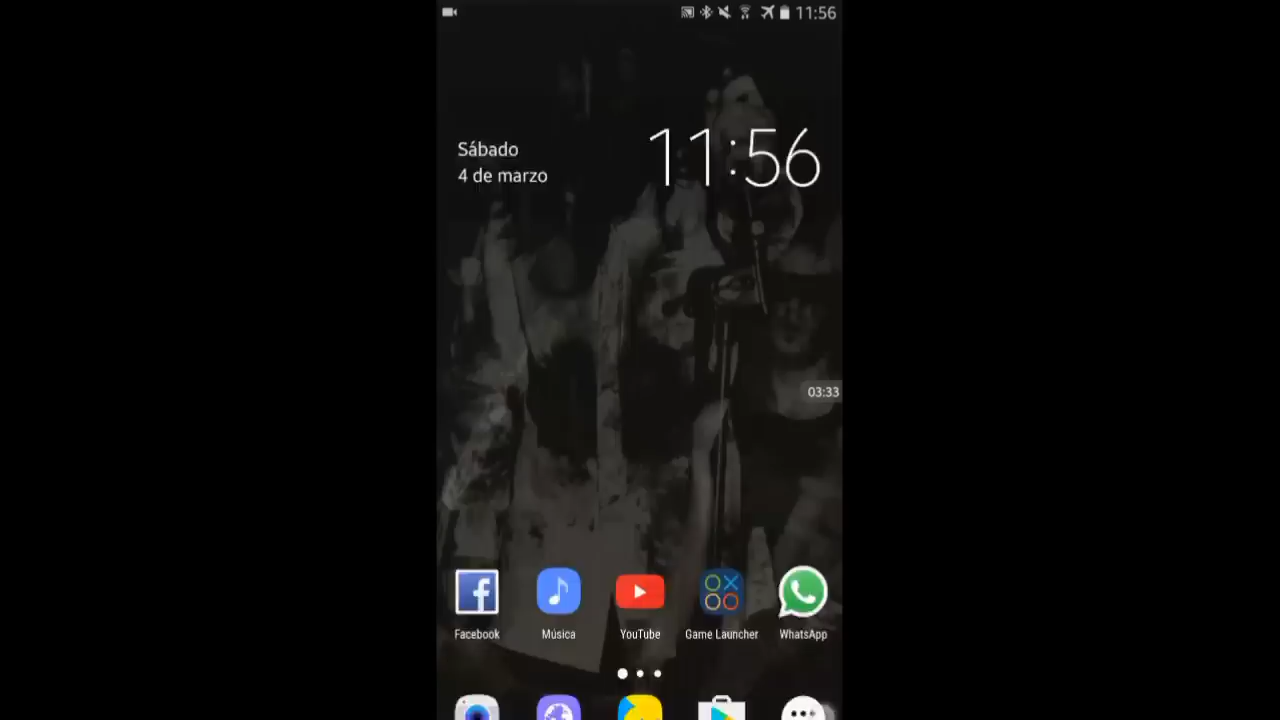 11:56
Sábado
4 de marzo
11:56
03:33
Facebook
Música
YouTube
Game Launcher
WhatsApp